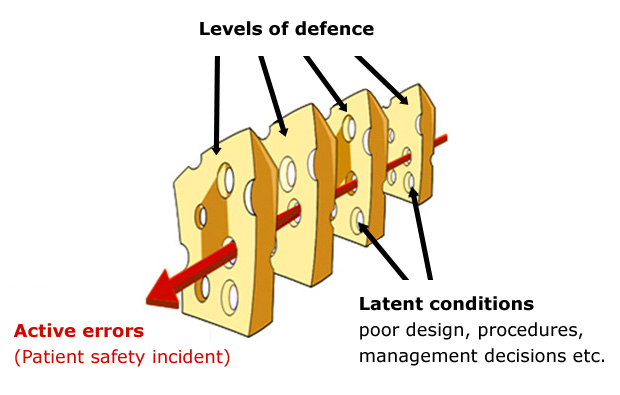 Levels of defence
Latent conditions
poor design, procedures,
management decisions etc.
Active errors
(Patient safety incident)